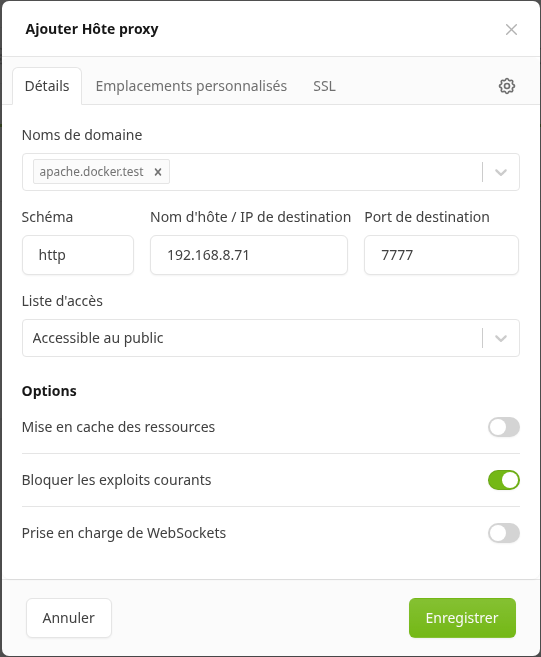 Ajouter Hôte proxy
Détails Emplacements personnalisés SSL
Noms de domaine
apache.docker.test
Schéma Nom d'hôte / IP de destination Port de destination
http 192.168.8.71 7777
Liste d'accès
Accessible au public
Options
Mise en cache des ressources
Bloquer les exploits courants
Prise en charge de WebSockets
Annuler Enregistrer